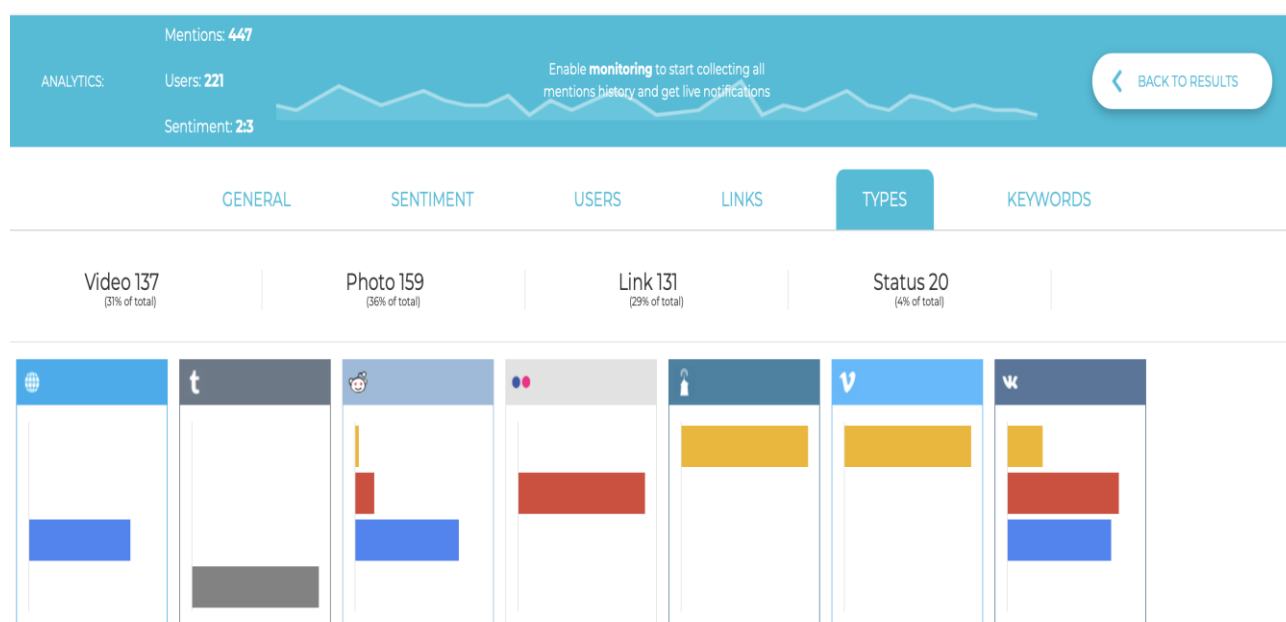 Mentions: 447
ANALYTICS:
Users: 221
Sentiment: 2:3
Enable monitoring to start collecting all
mentions history and get live notifications
BACK TO RESULTS
GENERAL SENTIMENT USERS LINKS TYPES KEYWORDS
Video 137
(31% of total)
Photo 159
(36% of total)
Link 131
(29% of total)
Status 20
(4% of total)